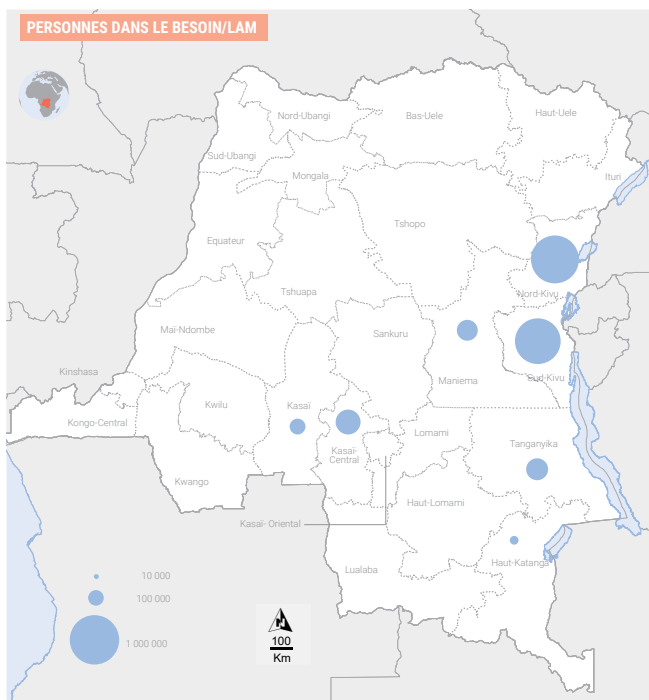 PERSONNES DANS LE BESOIN/LAM
Nord-Ubangi
Bas-Uele
Haut-Uele
Sud-Ubangi
Mongala
Ituri
Tshopo
Equateur
Tshuapa
Nord-Kivu
Maï-Ndombe
Sankuru
Kinshasa
Maniema
Sud-Kivu
Kwilu
Kasaï
Kongo-Central
Lomami
Tanganyika
Kasaï-
Central
Kwango
Haut-Lomami
Kasaï- Oriental
Lualaba
Haut-Katanga
10 000
100 000
1 000 000
N
100
Km